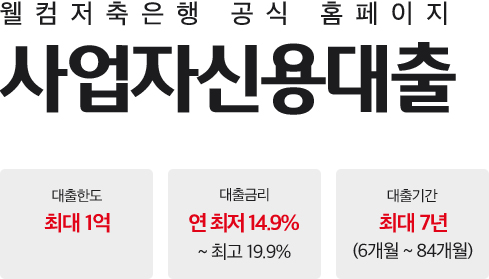 웰컴저축은행 공식 홈페이지
사업자신용대출
대출한도
최대 1억
대출금리
연 최저 14.9%
~ 최고 19.9%
대출기간
최대 7년
(6개월 ~ 84개월)